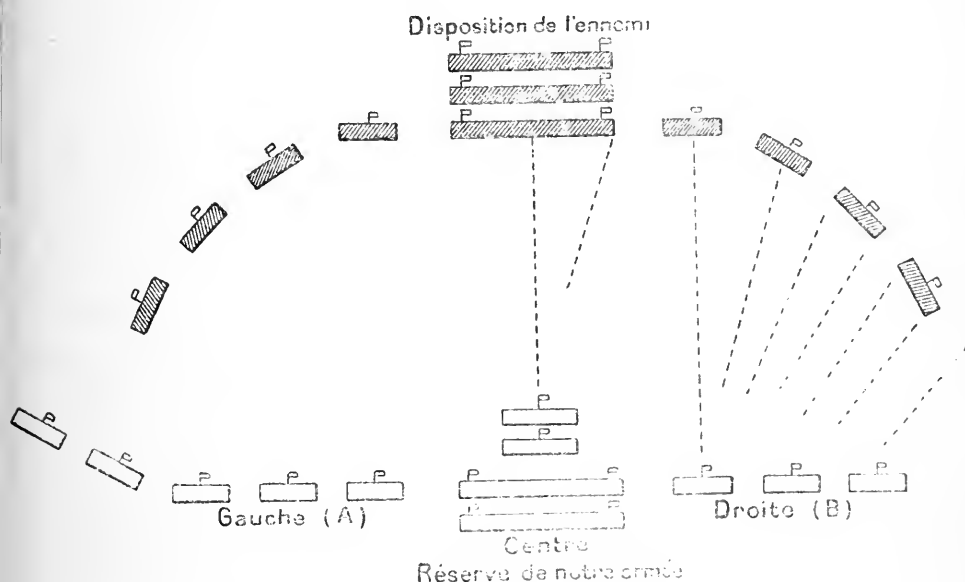 Disposition de l'ennemi
Gauche (A)
Droite (B)
Centre
Réserve de notre armée